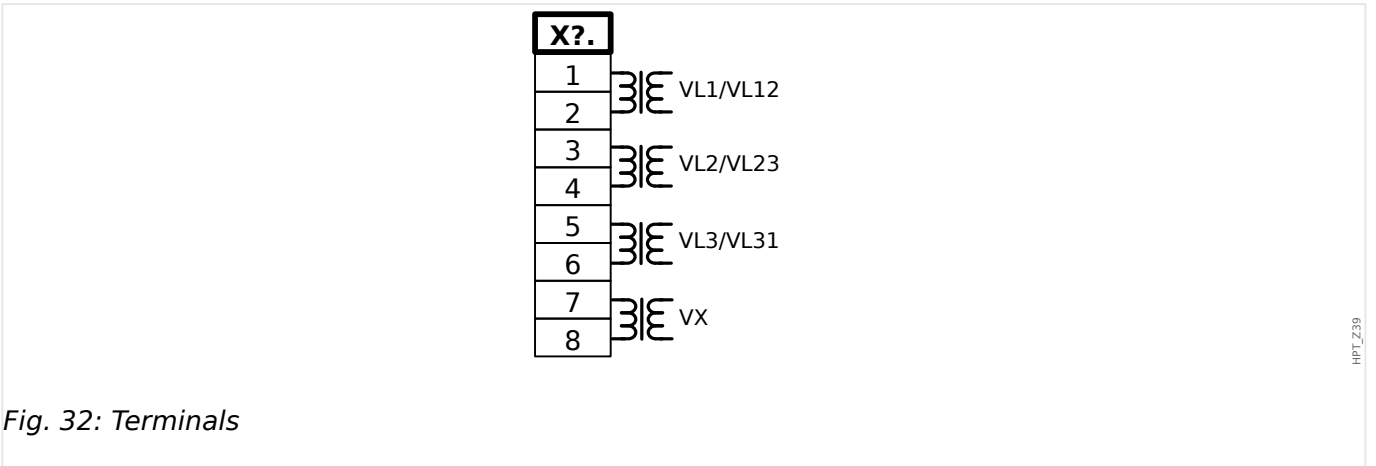 X?.
1
VL1/VL12
2
3
VL2/VL23
4
5
VL3/VL31
6
7
VX
8
HPT_Z39
Fig. 32: Terminals